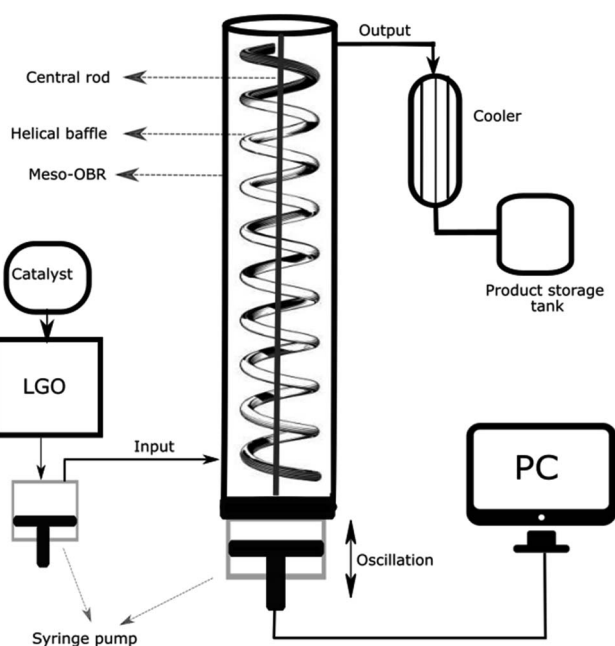 Output
Central rod
Cooler
Helical baffle
Meso-OBR
Catalyst
Product storage
tank
LGO
Input
PC
Oscillation
Syringe pump